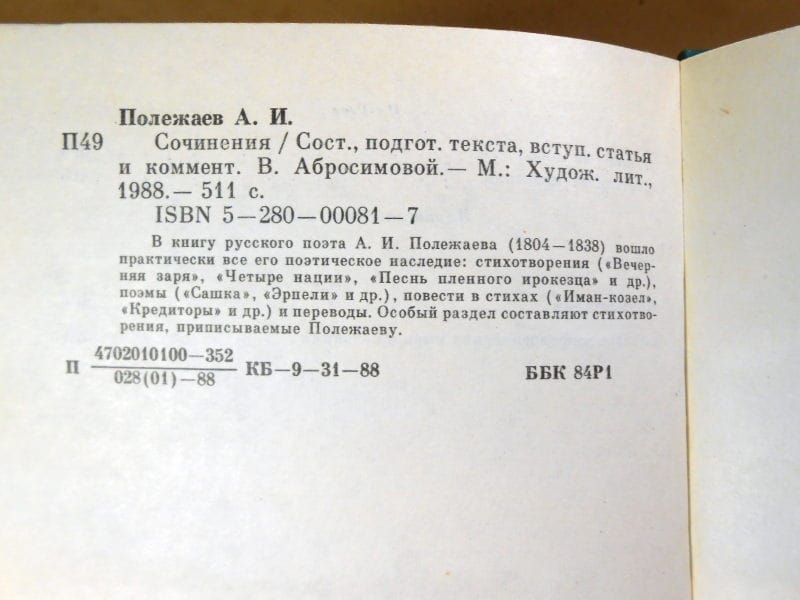 Полежаев А. И.
П49 Сочинения / Сост., подгот. текста, вступ. статья
и коммент. В. Абросимовой.— М.: Худож. лит.,
1988.— 511 с.
ISBN 5—280—00081—7
В книгу русского поэта А. И. Полежаева (1804—1838) вошло
практически все его поэтическое наследие: стихотворения («Вечер-
няя заря», «Четыре нации», «Песнь пленного ирокезца» и др.),
поэмы («Сашка», «Эрпели» и др.), повести в стихах («Иман-козел»,
«Кредиторы» и др.) и переводы. Особый раздел составляют стихотво-
рения, приписываемые Полежаеву.
4702010100—352
П КБ—9—31—88 ББК 84Р1
028(01)—88